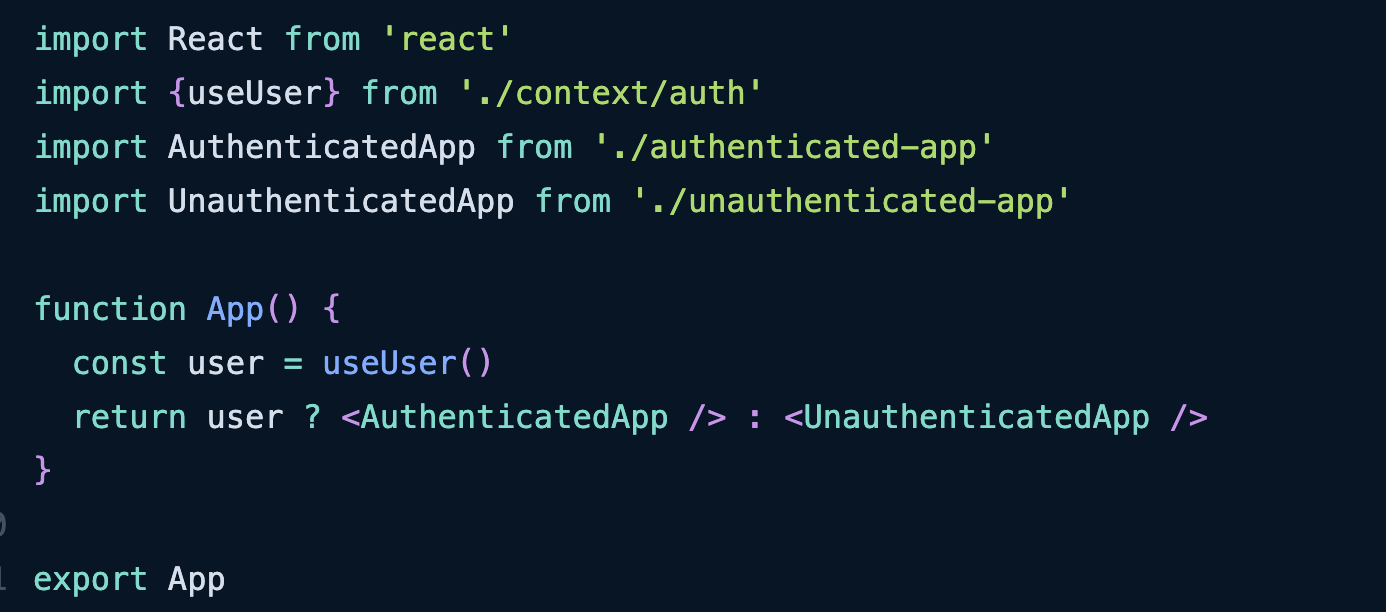 import React from 'react'
import {useUser} from './context/auth'
import AuthenticatedApp from './authenticated-app'
import UnauthenticatedApp from './unauthenticated-app'

function App() {
  const user = useUser()
  return user ? <AuthenticatedApp /> : <UnauthenticatedApp />
}

export App